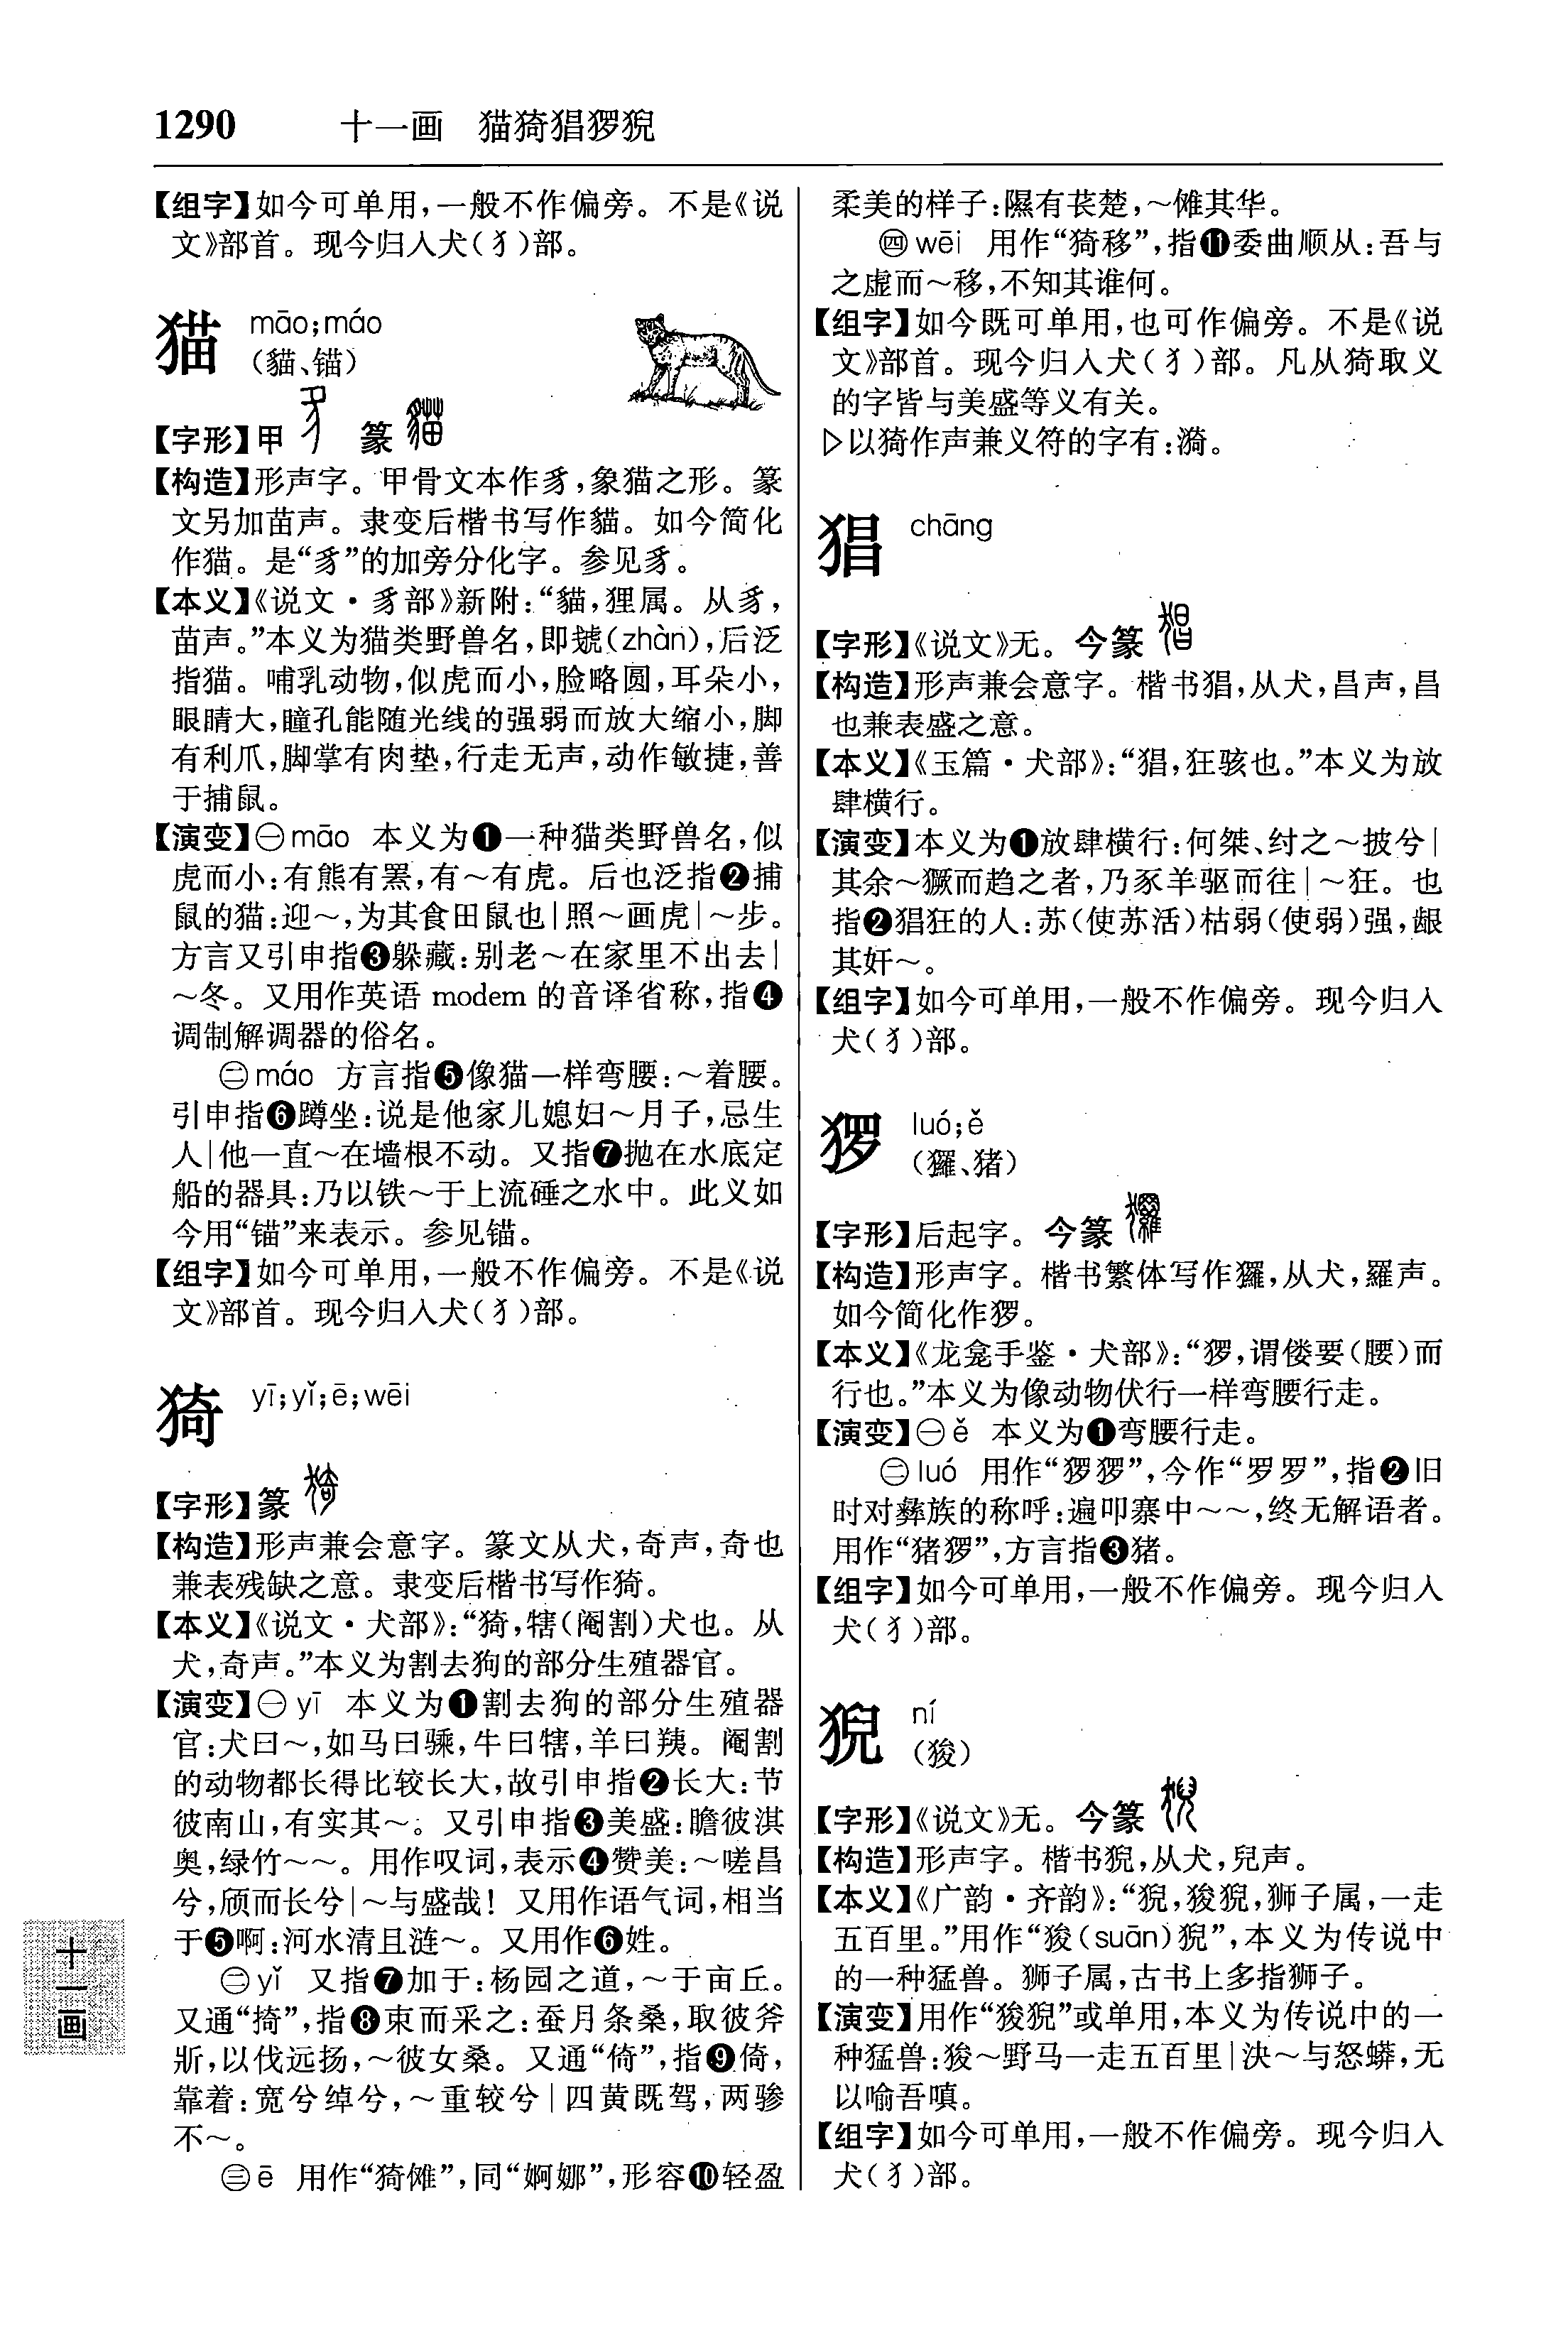 1290 十一画 猫猗猖猡猊
【组字】如今可单用,一般不作偏旁。不是《说
文》部首。现今归入犬(犭)部。
猫 māo;máo
(貓、锚)
【字形】甲 篆
【构造】形声字。甲骨文本作豸,象猫之形。篆
文另加苗声。隶变后楷书写作貓。如今简化
作猫。是“豸”的加旁分化字。参见豸。
【本义】《说文·豸部》新附:“貓,狸属。从豸,
苗声。”本义为猫类野兽名,即虦(zhàn),后泛
指猫。哺乳动物,似虎而小,脸略圆,耳朵小,
眼睛大,瞳孔能随光线的强弱而放大缩小,脚
有利爪,脚掌有肉垫,行走无声,动作敏捷,善
于捕鼠。
【演变】㊀māo 本义为❶一种猫类野兽名,似
虎而小:有熊有罴,有～有虎。后也泛指❷捕
鼠的猫:迎～,为其食田鼠也|照～画虎|～步。
方言又引申指❸躲藏:别老～在家里不出去|
～冬。又用作英语 modem 的音译省称,指❹
调制解调器的俗名。
㊁máo 方言指❺像猫一样弯腰:～着腰。
引申指❻蹲坐:说是他家儿媳妇～月子,忌生
人|他一直～在墙根不动。又指❼抛在水底定
船的器具:乃以铁～于上流硾之水中。此义如
今用“锚”来表示。参见锚。
【组字】如今可单用,一般不作偏旁。不是《说
文》部首。现今归入犬(犭)部。
猗 yī;yǐ;ē;wēi
【字形】篆
【构造】形声兼会意字。篆文从犬,奇声,奇也
兼表残缺之意。隶变后楷书写作猗。
【本义】《说文·犬部》:“猗,犗(阉割)犬也。从
犬,奇声。”本义为割去狗的部分生殖器官。
【演变】㊀yī 本义为❶割去狗的部分生殖器
官:犬曰～,如马曰骒,牛曰犗,羊曰羠。阉割
的动物都长得比较长大,故引申指❷长大:节
彼南山,有实其～。又引申指❸美盛:瞻彼淇
奥,绿竹～～。用作叹词,表示❹赞美:～嗟昌
兮,颀而长兮|～与盛哉! 又用作语气词,相当
于❺啊:河水清且涟～。又用作❻姓。
㊁yǐ 又指❼加于:杨园之道,～于亩丘。
又通“掎”,指❽束而采之:蚕月条桑,取彼斧
斨,以伐远扬,～彼女桑。又通“倚”,指❾倚,
靠着:宽兮绰兮,～重较兮|四黄既驾,两骖
不～。
㊂ē 用作“猗傩”,同“婀娜”,形容❿轻盈
柔美的样子:隰有苌楚,～傩其华。
㊃wēi 用作“猗移”,指⓫委曲顺从:吾与
之虚而～移,不知其谁何。
【组字】如今既可单用,也可作偏旁。不是《说
文》部首。现今归入犬(犭)部。凡从猗取义
的字皆与美盛等义有关。
▷以猗作声兼义符的字有:漪。
猖 chāng
【字形】《说文》无。今篆
【构造】形声兼会意字。楷书猖,从犬,昌声,昌
也兼表盛之意。
【本义】《玉篇·犬部》:“猖,狂骇也。”本义为放
肆横行。
【演变】本义为❶放肆横行:何桀、纣之～披兮|
其余～獗而趋之者,乃豕羊驱而往|～狂。也
指❷猖狂的人:苏(使苏活)枯弱(使弱)强,龈
其奸～。
【组字】如今可单用,一般不作偏旁。现今归入
犬(犭)部。
猡 luó;ě
(玀、猪)
【字形】后起字。今篆
【构造】形声字。楷书繁体写作玀,从犬,羅声。
如今简化作猡。
【本义】《龙龛手鉴·犬部》:“猡,谓偻要(腰)而
行也。”本义为像动物伏行一样弯腰行走。
【演变】㊀ě 本义为❶弯腰行走。
㊁luó 用作“猡猡”,今作“罗罗”,指❷旧
时对彝族的称呼:遍叩寨中～～,终无解语者。
用作“猪猡”,方言指❸猪。
【组字】如今可单用,一般不作偏旁。现今归入
犬(犭)部。
猊 ní
(狻)
【字形】《说文》无。今篆
【构造】形声字。楷书猊,从犬,兒声。
【本义】《广韵·齐韵》:“猊,狻猊,狮子属,一走
五百里。”用作“狻(suān)猊”,本义为传说中
的一种猛兽。狮子属,古书上多指狮子。
【演变】用作“狻猊”或单用,本义为传说中的一
种猛兽:狻～野马一走五百里|决～与怒蟒,无
以喻吾嗔。
【组字】如今可单用,一般不作偏旁。现今归入
犬(犭)部。
十一画